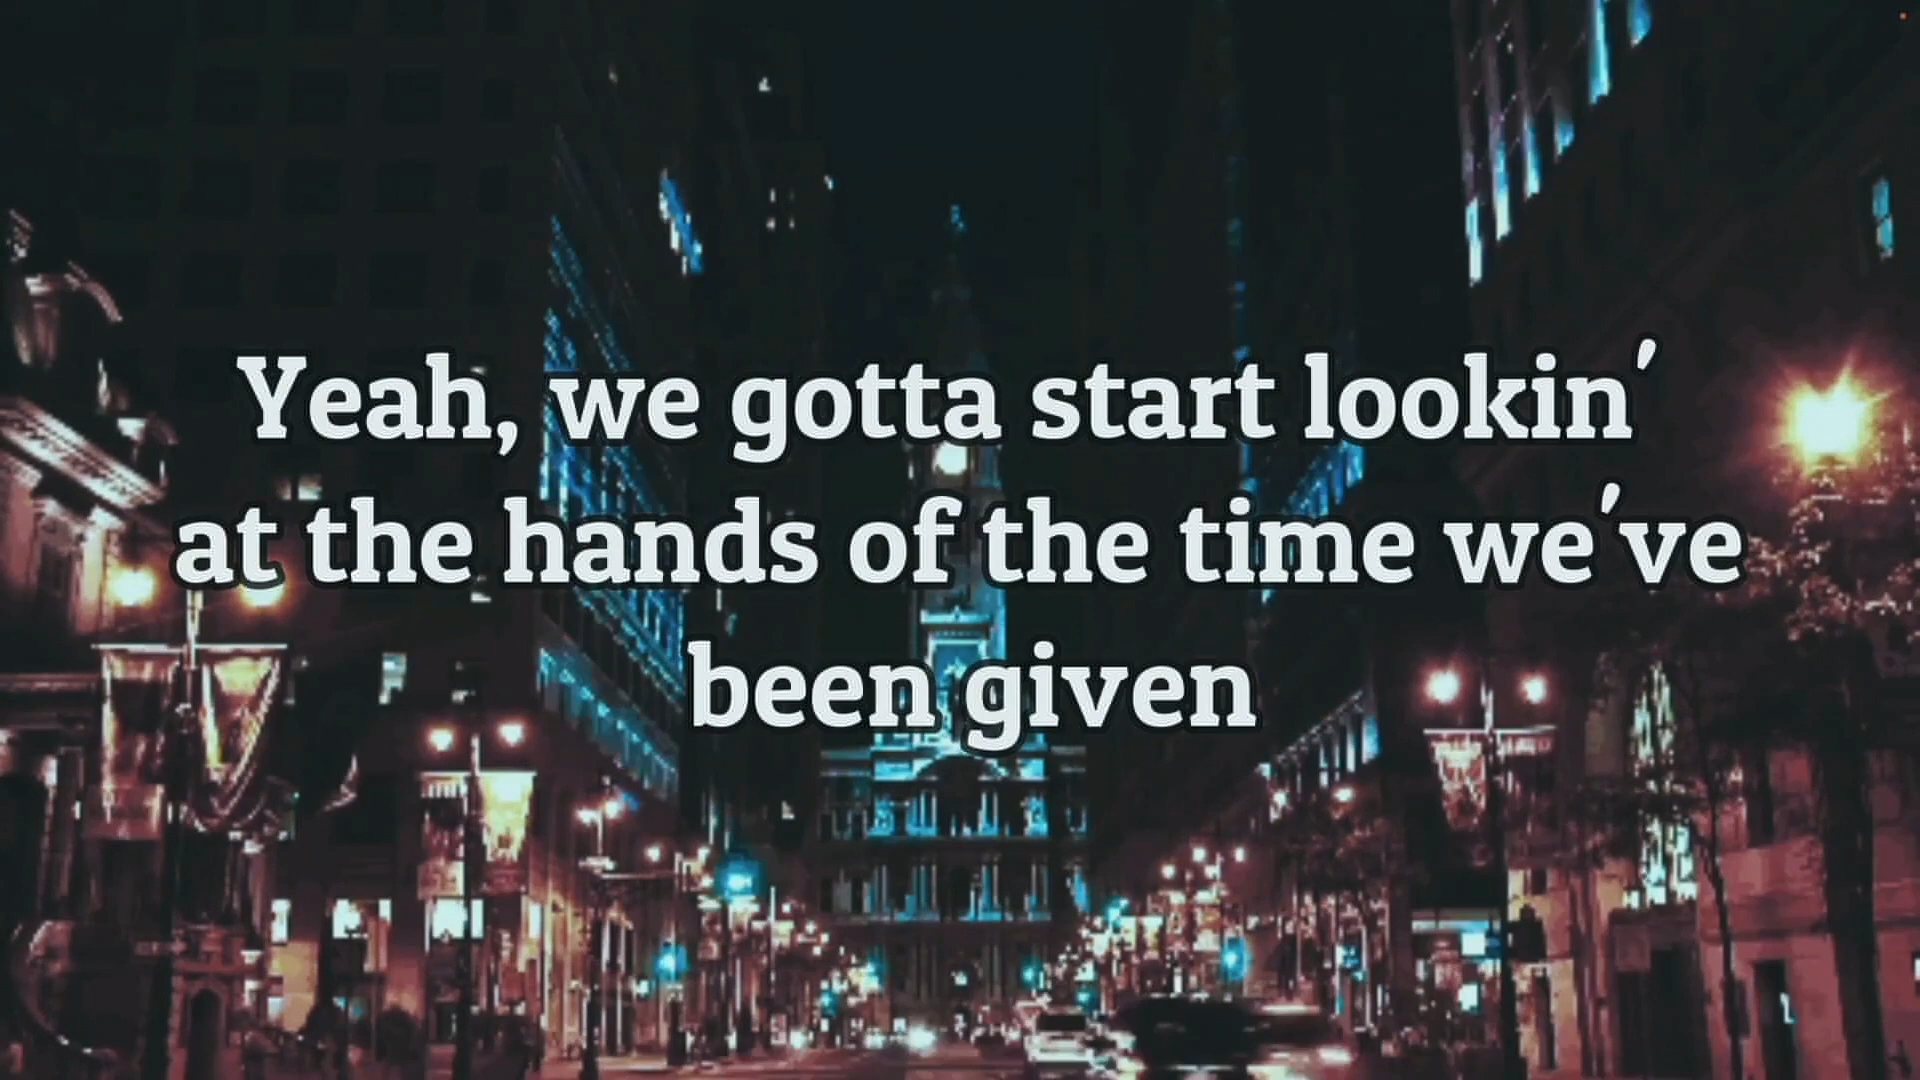 Yeah, we gotta start lookin'
at the hands of the time we've
been given